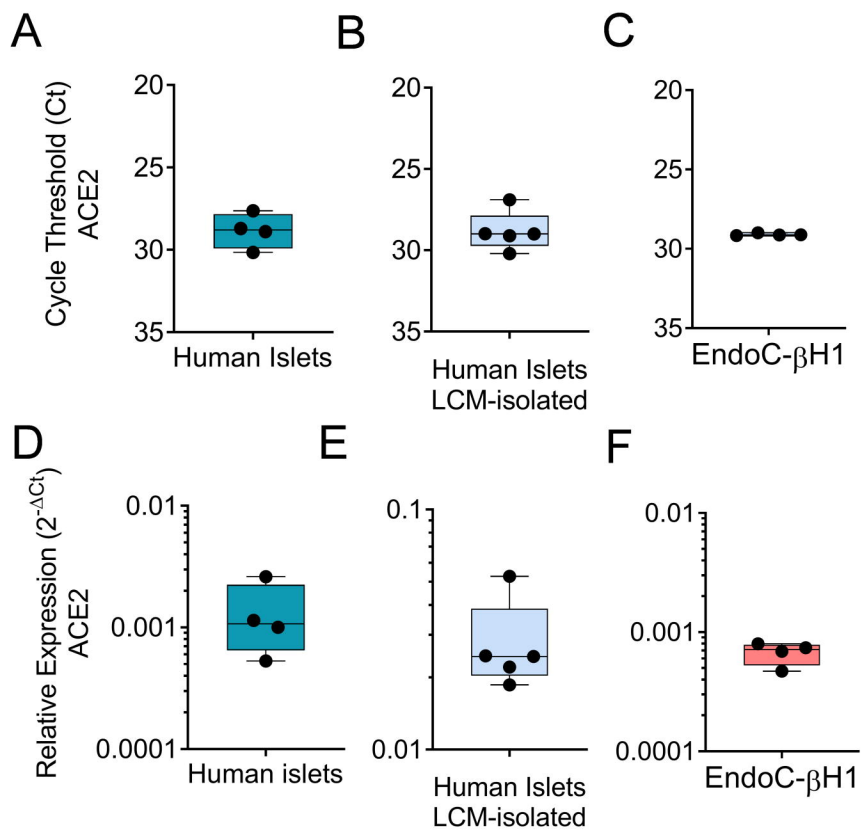 A
B
C
Cycle Threshold (Ct)
ACE2
20
25
30
35
Human Islets
20
25
30
35
Human Islets
LCM-isolated
20
25
30
35
EndoC-βH1
D
E
F
Relative Expression (2^-ΔCt)
ACE2
0.01
0.001
0.0001
Human islets
0.1
0.01
Human Islets
LCM-isolated
0.01
0.001
0.0001
EndoC-βH1